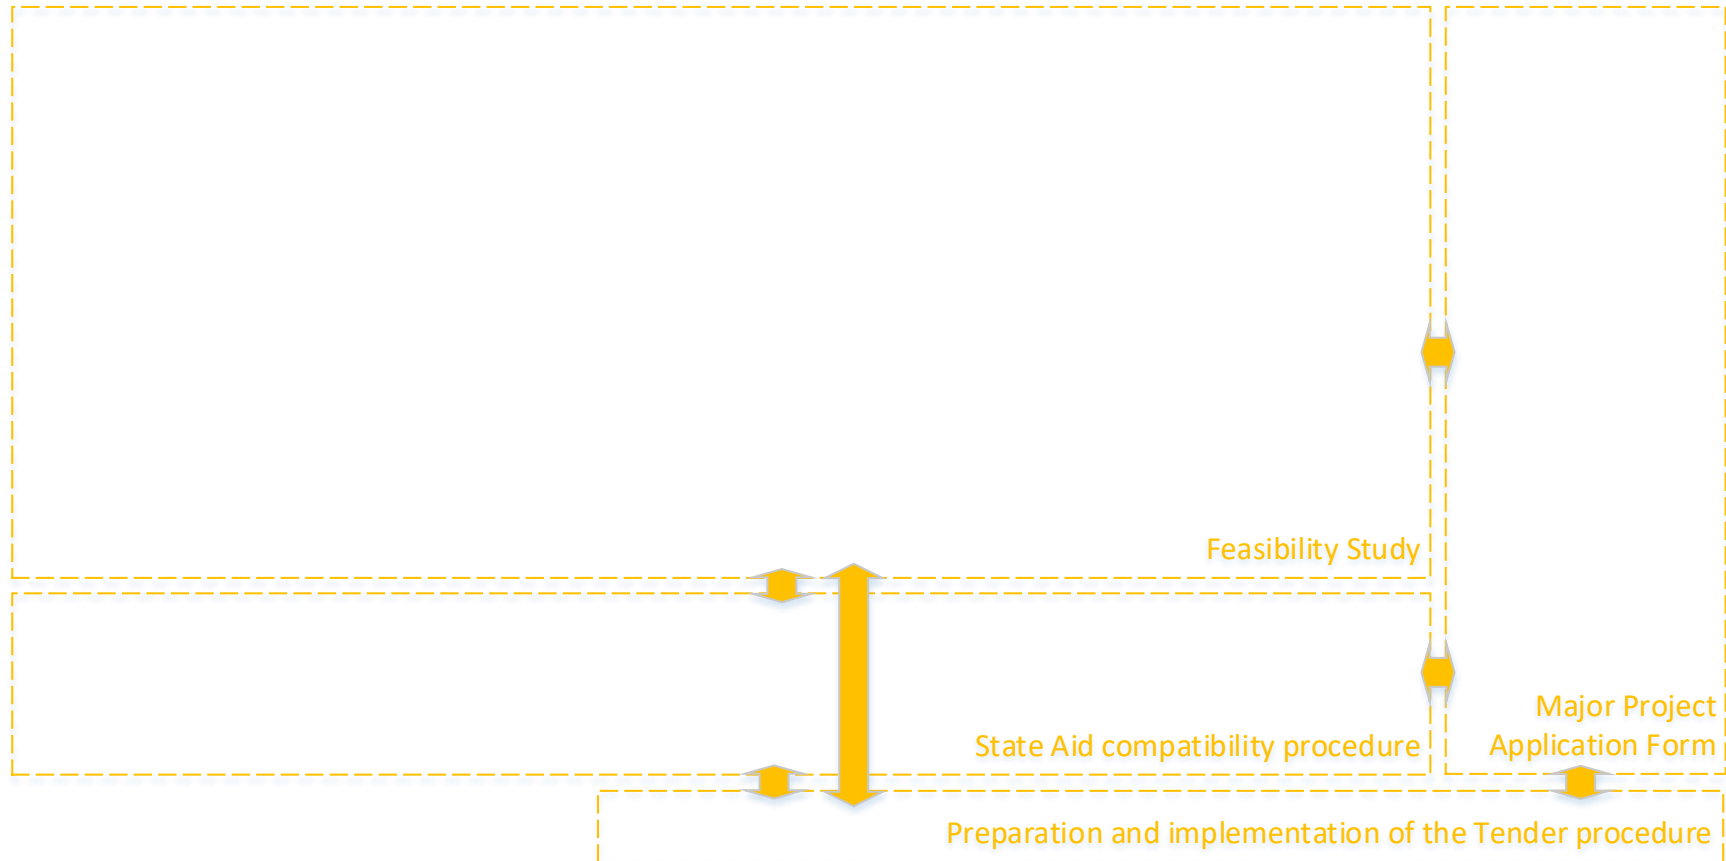 Feasibility Study
Major Project
Application Form
State Aid compatibility procedure
Preparation and implementation of the Tender procedure